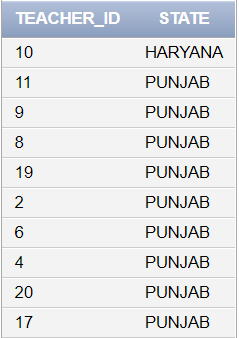 TEACHER_ID STATE
10 HARYANA
11 PUNJAB
9 PUNJAB
8 PUNJAB
19 PUNJAB
2 PUNJAB
6 PUNJAB
4 PUNJAB
20 PUNJAB
17 PUNJAB